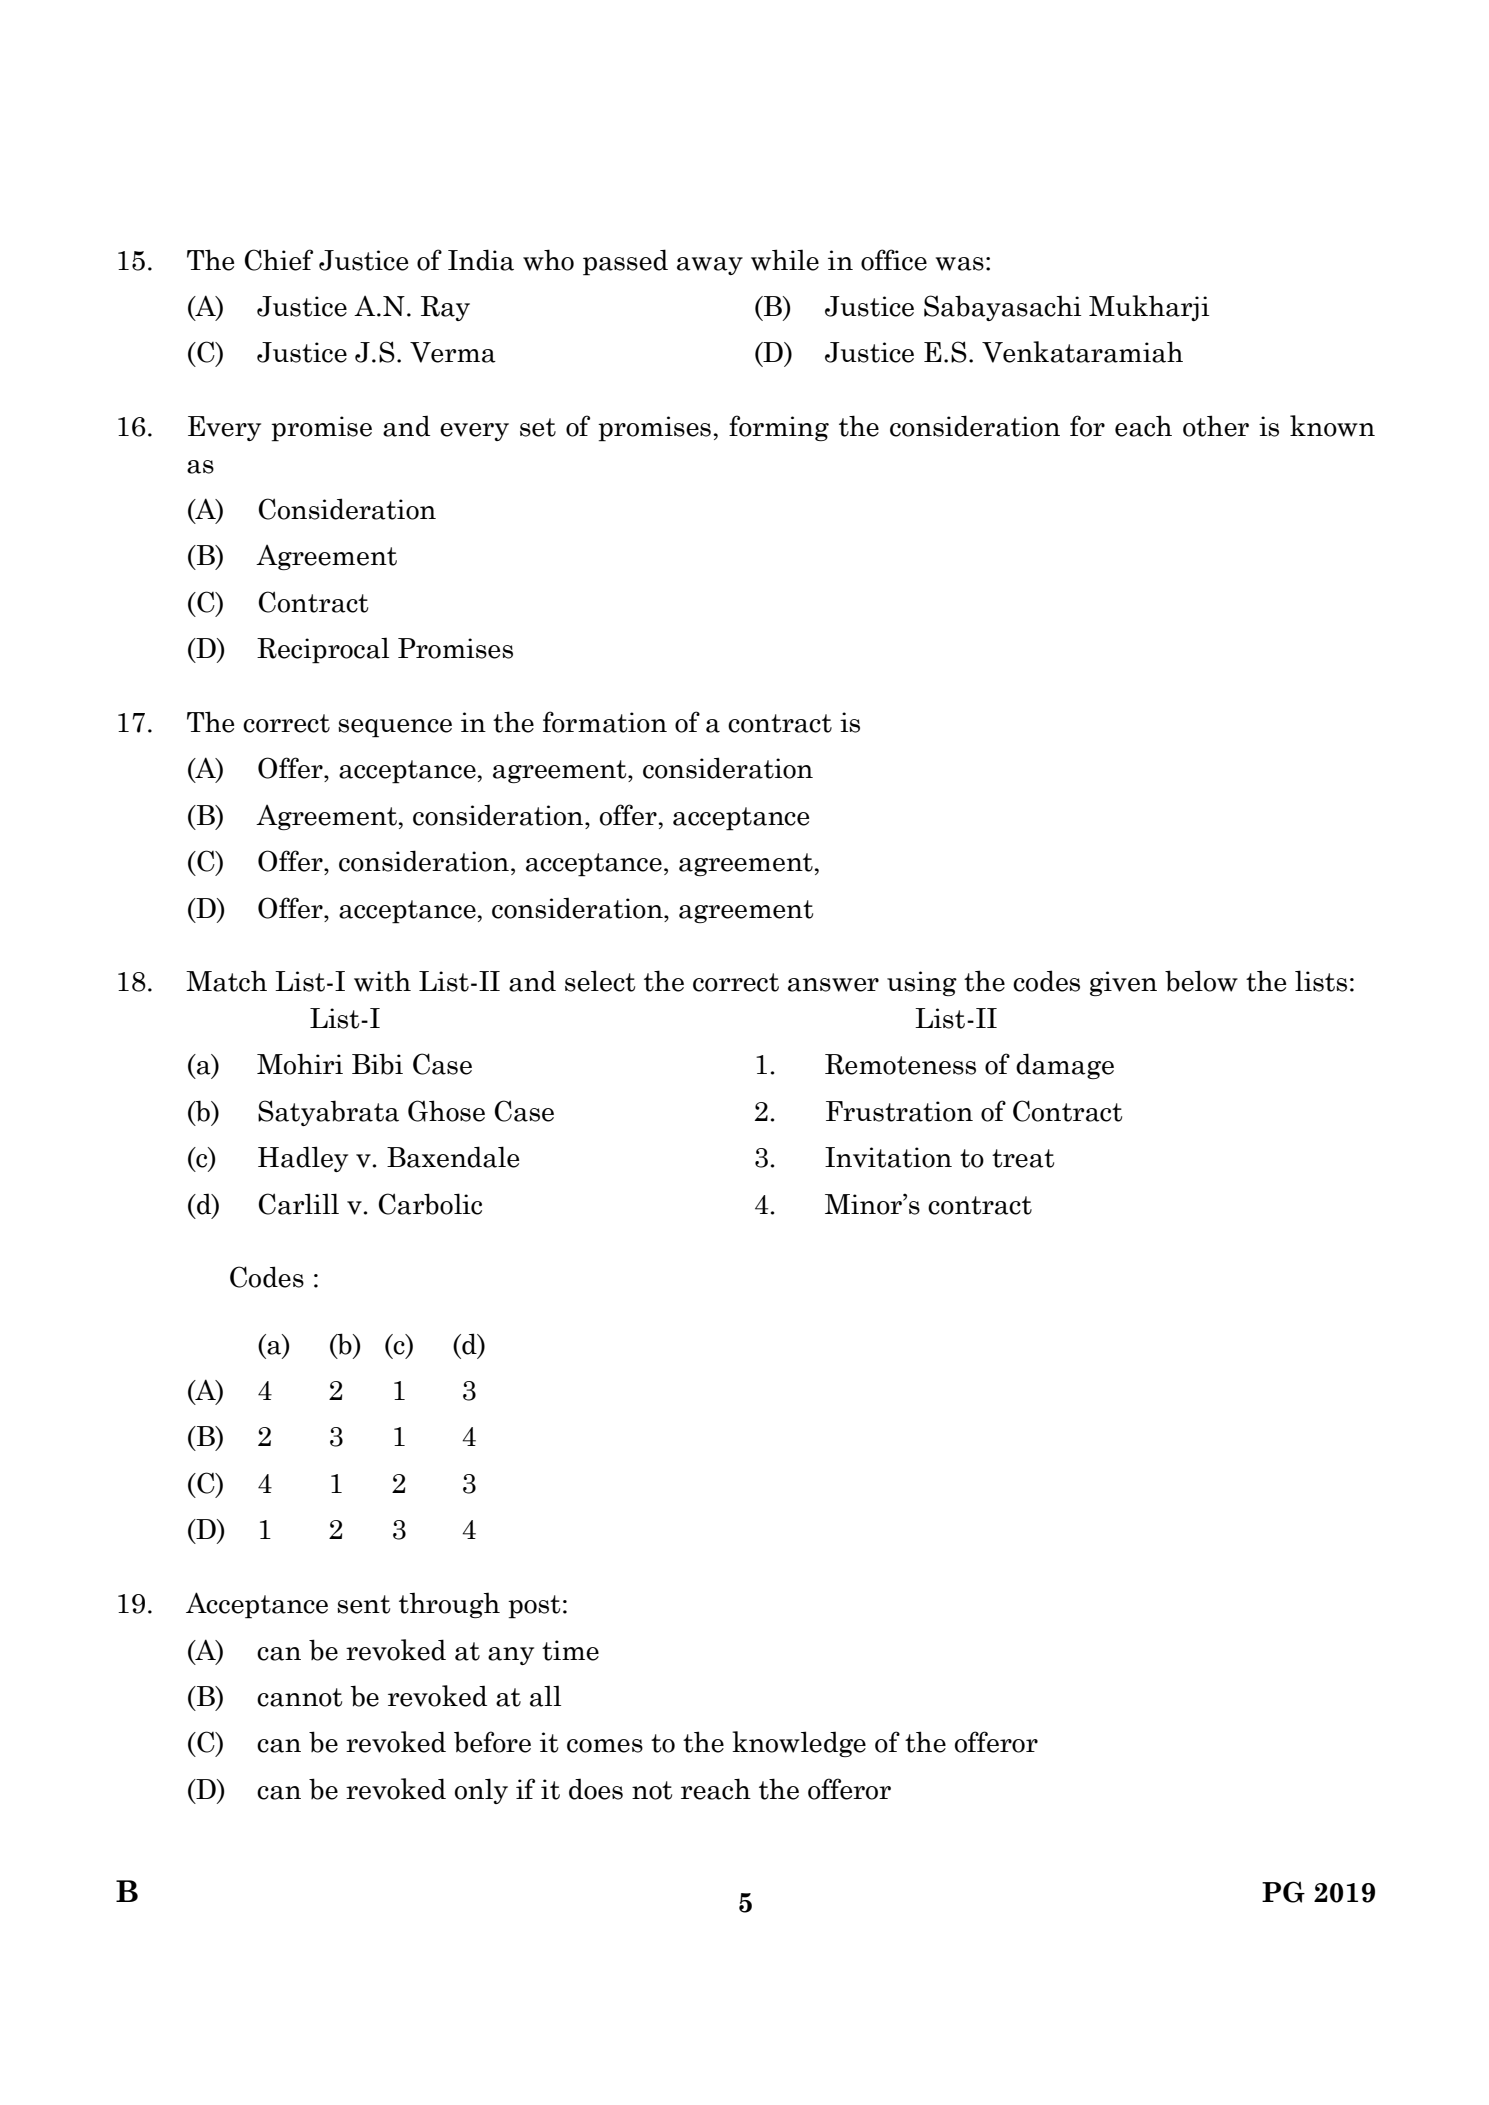 15. The Chief Justice of India who passed away while in office was:
(A) Justice A.N. Ray (B) Justice Sabayasachi Mukharji
(C) Justice J.S. Verma (D) Justice E.S. Venkataramiah
16. Every promise and every set of promises, forming the consideration for each other is known
as
(A) Consideration
(B) Agreement
(C) Contract
(D) Reciprocal Promises
17. The correct sequence in the formation of a contract is
(A) Offer, acceptance, agreement, consideration
(B) Agreement, consideration, offer, acceptance
(C) Offer, consideration, acceptance, agreement,
(D) Offer, acceptance, consideration, agreement
18. Match List-I with List-II and select the correct answer using the codes given below the lists:
List-I List-II
(a) Mohiri Bibi Case 1. Remoteness of damage
(b) Satyabrata Ghose Case 2. Frustration of Contract
(c) Hadley v. Baxendale 3. Invitation to treat
(d) Carlill v. Carbolic 4. Minor’s contract
Codes :
(a) (b) (c) (d)
(A) 4 2 1 3
(B) 2 3 1 4
(C) 4 1 2 3
(D) 1 2 3 4
19. Acceptance sent through post:
(A) can be revoked at any time
(B) cannot be revoked at all
(C) can be revoked before it comes to the knowledge of the offeror
(D) can be revoked only if it does not reach the offeror
B 5 PG 2019